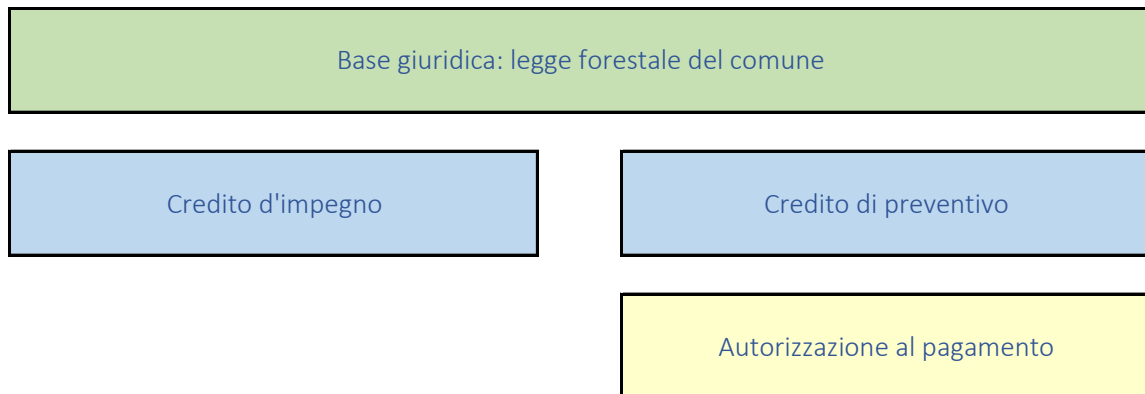 Base giuridica: legge forestale del comune
Credito d'impegno
Credito di preventivo
Autorizzazione al pagamento